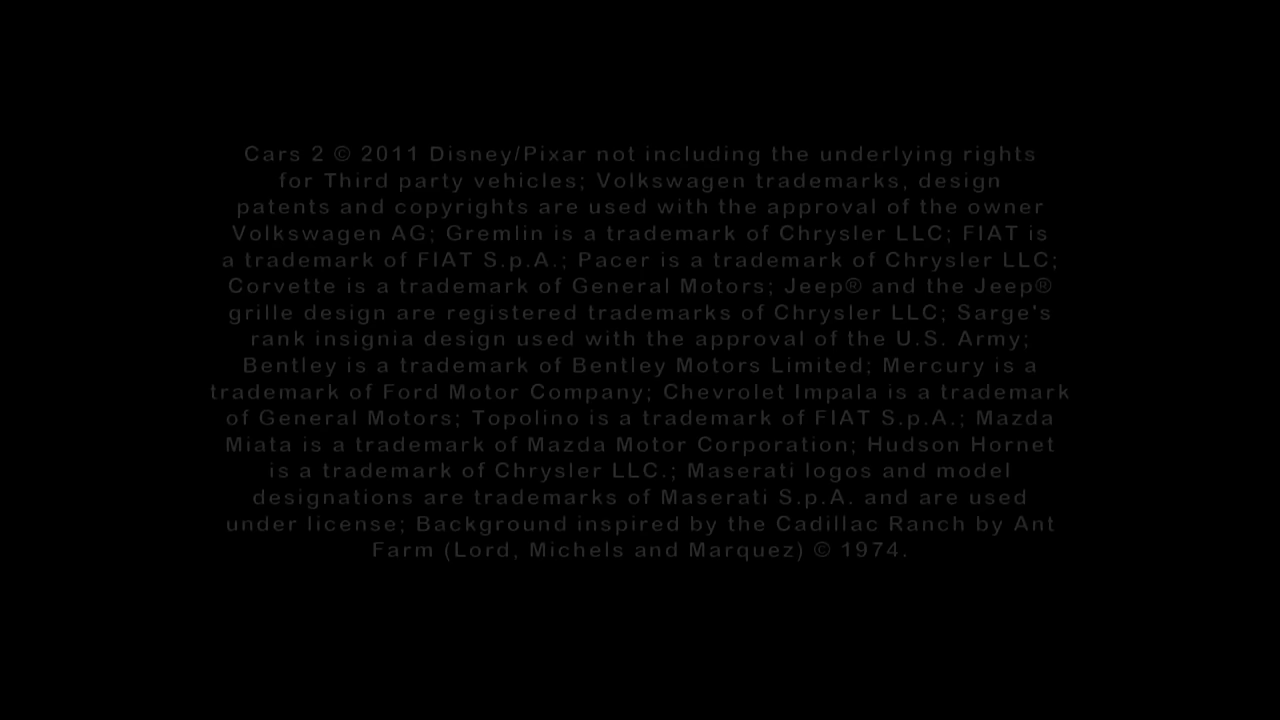 Cars 2 © 2011 Disney/Pixar not including the underlying rights
for Third party vehicles; Volkswagen trademarks, design
patents and copyrights are used with the approval of the owner
Volkswagen AG; Gremlin is a trademark of Chrysler LLC; FIAT is
a trademark of FIAT S.p.A.; Pacer is a trademark of Chrysler LLC;
Corvette is a trademark of General Motors; Jeep® and the Jeep®
grille design are registered trademarks of Chrysler LLC; Sarge's
rank insignia design used with the approval of the U.S. Army;
Bentley is a trademark of Bentley Motors Limited; Mercury is a
trademark of Ford Motor Company; Chevrolet Impala is a trademark
of General Motors; Topolino is a trademark of FIAT S.p.A.; Mazda
Miata is a trademark of Mazda Motor Corporation; Hudson Hornet
is a trademark of Chrysler LLC.; Maserati logos and model
designations are trademarks of Maserati S.p.A. and are used
under license; Background inspired by the Cadillac Ranch by Ant
Farm (Lord, Michels and Marquez) © 1974.